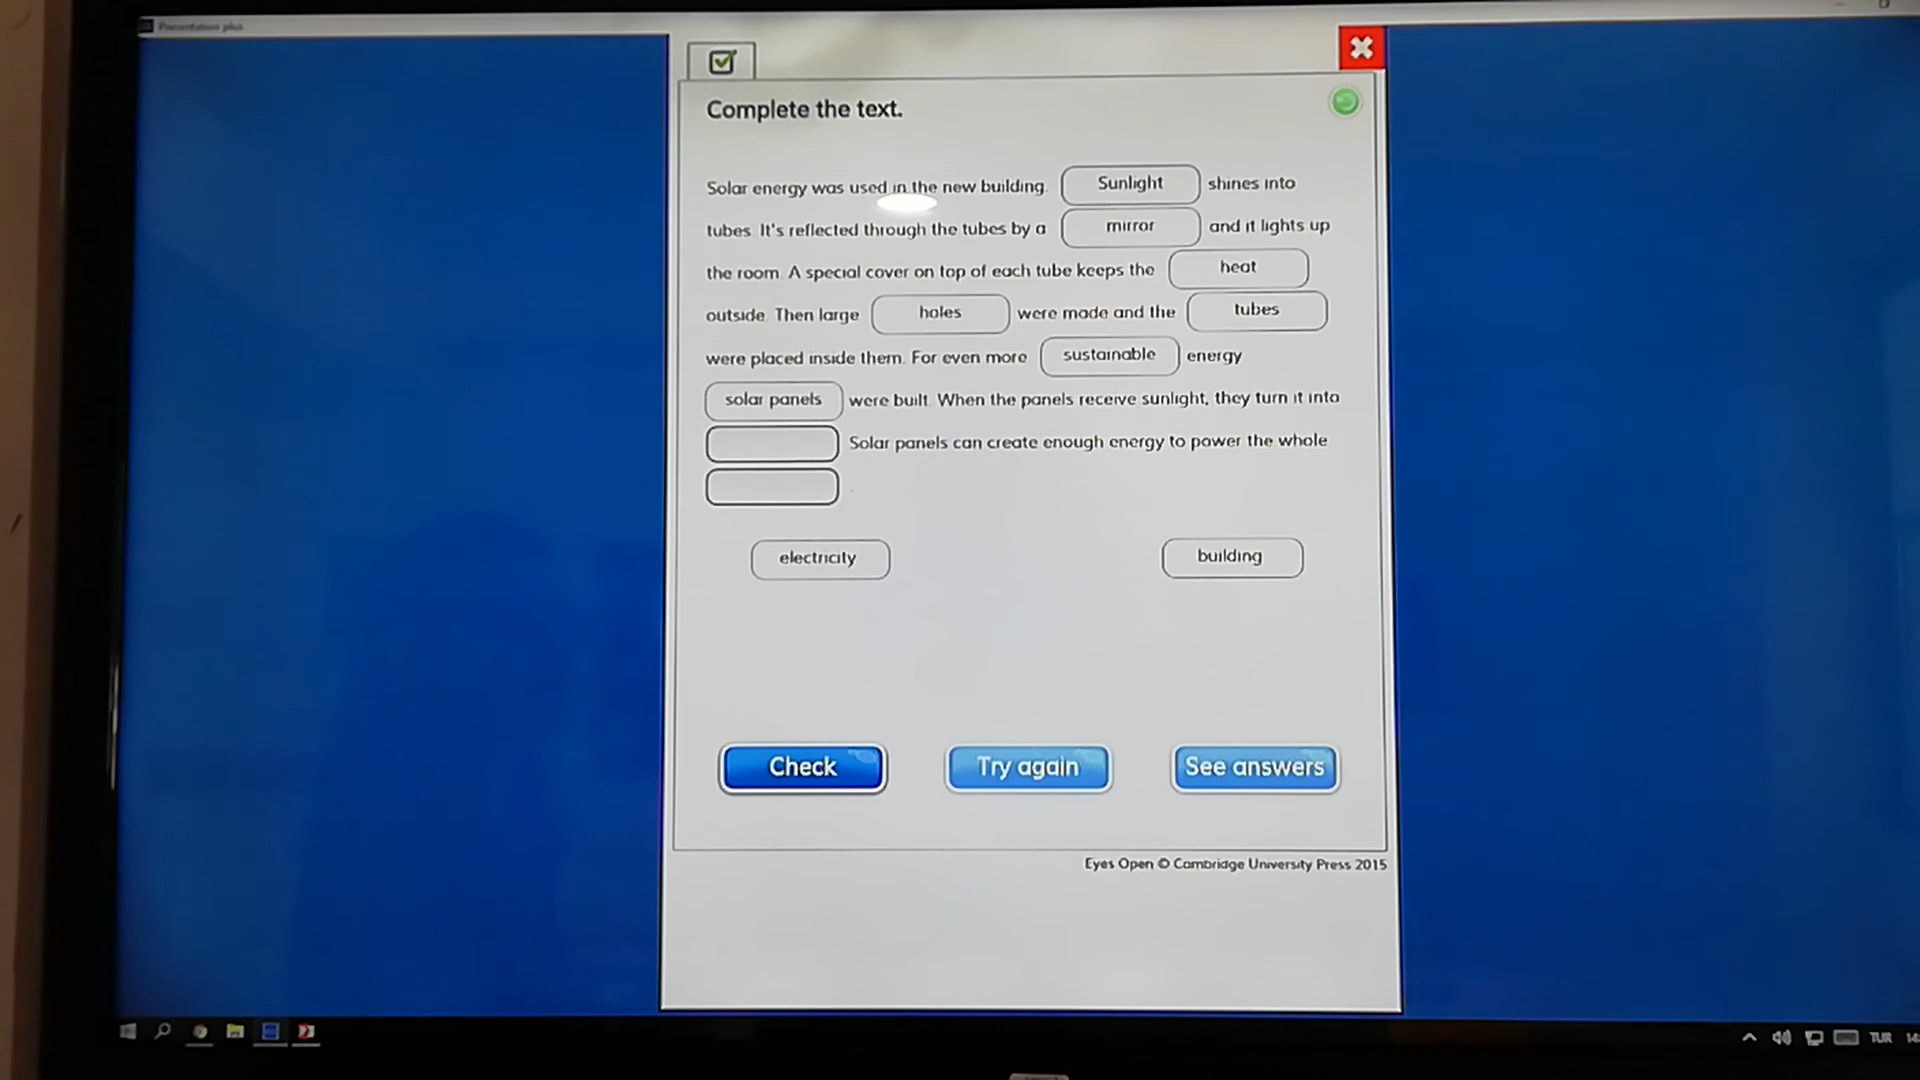 Presentation plus
Complete the text.
Solar energy was used in the new building. Sunlight shines into
tubes. It's reflected through the tubes by a mirror and it lights up
the room. A special cover on top of each tube keeps the heat
outside. Then large holes were made and the tubes
were placed inside them. For even more sustainable energy
solar panels were built. When the panels receive sunlight, they turn it into
Solar panels can create enough energy to power the whole
.
electricity building
Check Try again See answers
Eyes Open © Cambridge University Press 2015
TUR